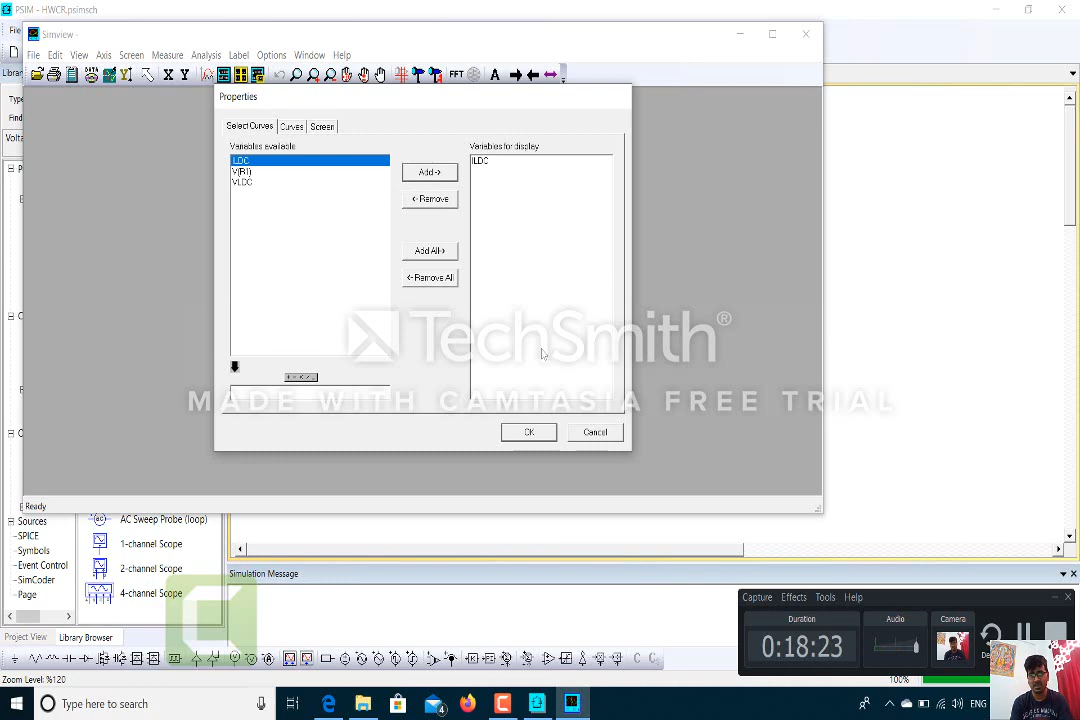 PSIM - HWCR.psimsch
File
Simview -
File Edit View Axis Screen Measure Analysis Label Options Window Help
DATA
X Y
FFT
A
Properties
Select Curves Curves Screen
Variables available
Variables for display
ILDC
V(R1)
VLDC
Add ->
<- Remove
Add All->
<-Remove All
ILDC
OK
Cancel
TechSmith®
MADE WITH CAMTASIA FREE TRIAL
Ready
Sources
SPICE
Symbols
Event Control
SimCoder
Page
AC Sweep Probe (loop)
1-channel Scope
2-channel Scope
4-channel Scope
Simulation Message
Project View Library Browser
Zoom Level: %120
100%
Capture Effects Tools Help
Duration
0:18:23
Audio
Camera
Type here to search
4
ENG